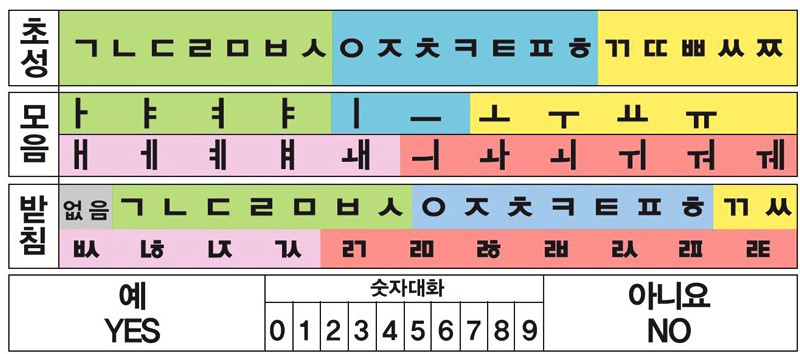 초성 ㄱ ㄴ ㄷ ㄹ ㅁ ㅂ ㅅ ㅇ ㅈ ㅊ ㅋ ㅌ ㅍ ㅎ ㄲ ㄸ ㅃ ㅆ ㅉ
모음 ㅏ ㅑ ㅕ ㅑ ㅣ ㅡ ㅗ ㅜ ㅛ ㅠ
ㅐ ㅔ ㅖ ㅒ ㅙ ㅢ ㅘ ㅚ ㅟ ㅝ ㅞ
받침 없음 ㄱ ㄴ ㄷ ㄹ ㅁ ㅂ ㅅ ㅇ ㅈ ㅊ ㅋ ㅌ ㅍ ㅎ ㄲ ㅆ
ㅄ ㄶ ㄵ ㄳ ㄺ ㄻ ㅀ ㄼ ㄽ ㄿ ㄾ
예
YES
숫자대화
0 1 2 3 4 5 6 7 8 9
아니요
NO